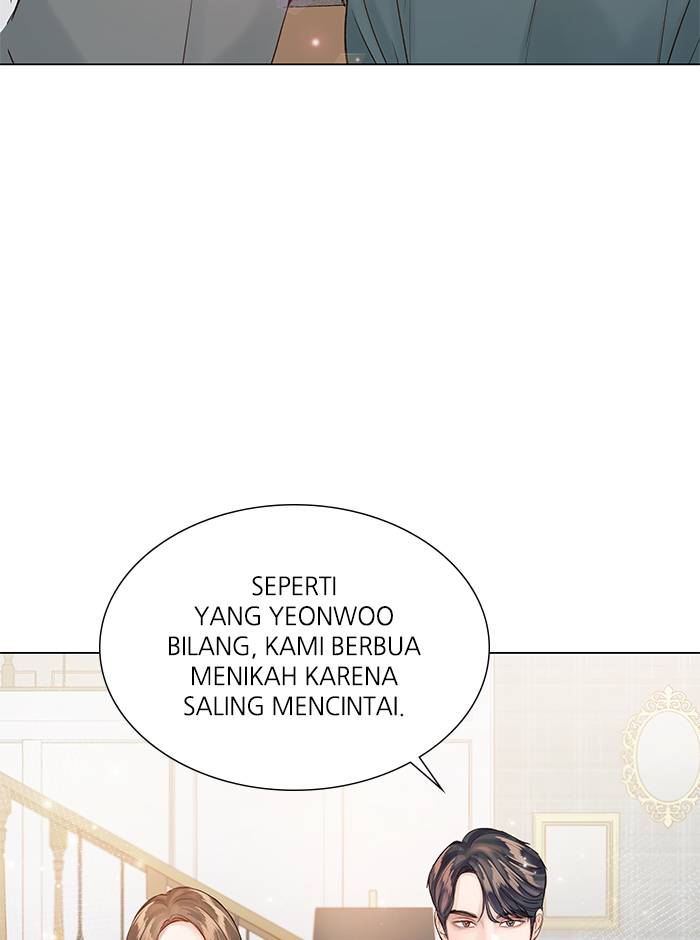 SEPERTI
YANG YEONWOO
BILANG, KAMI BERBUA
MENIKAH KARENA
SALING MENCINTAI.